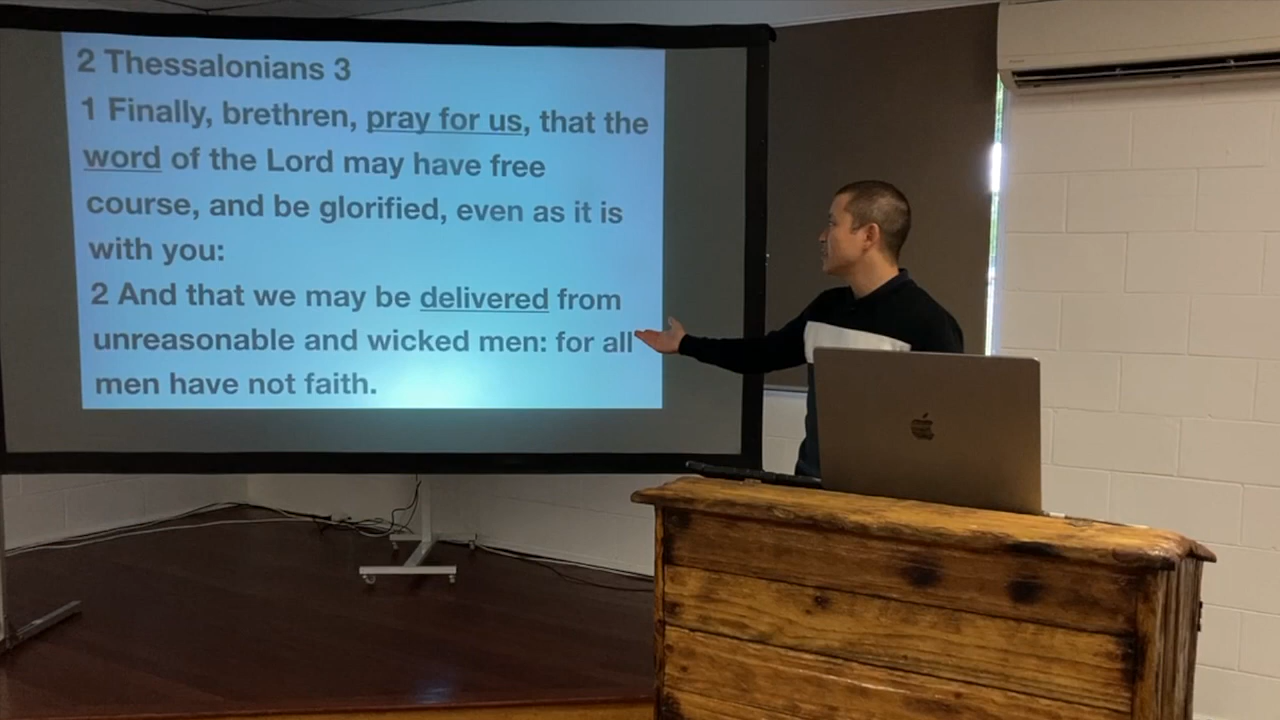 2 Thessalonians 3
1 Finally, brethren, pray for us, that the
word of the Lord may have free
course, and be glorified, even as it is
with you:
2 And that we may be delivered from
unreasonable and wicked men: for all
men have not faith.